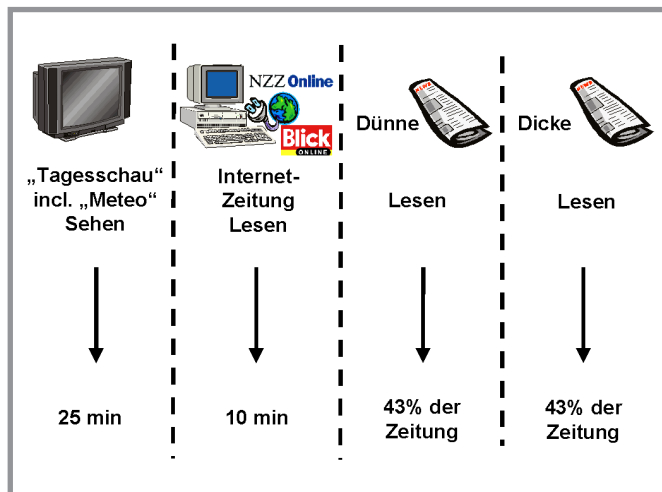 „Tagesschau“
incl. „Meteo“
Sehen
25 min
NZZ Online
Blick
ONLINE
Internet-
Zeitung
Lesen
10 min
Dünne
Lesen
43% der
Zeitung
Dicke
Lesen
43% der
Zeitung